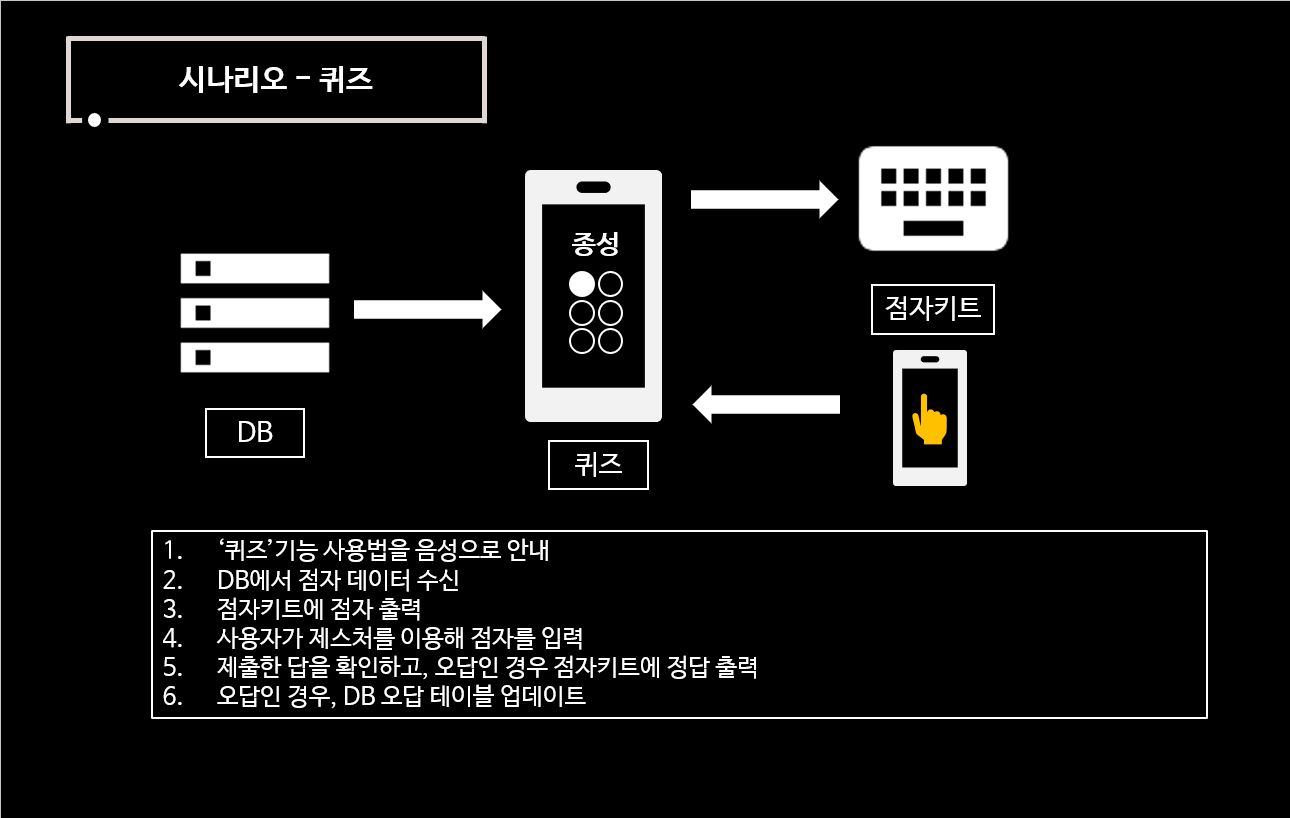 시나리오 - 퀴즈
종성
점자키트
DB
퀴즈
1. ‘퀴즈’기능 사용법을 음성으로 안내
2. DB에서 점자 데이터 수신
3. 점자키트에 점자 출력
4. 사용자가 제스처를 이용해 점자를 입력
5. 제출한 답을 확인하고, 오답인 경우 점자키트에 정답 출력
6. 오답인 경우, DB 오답 테이블 업데이트